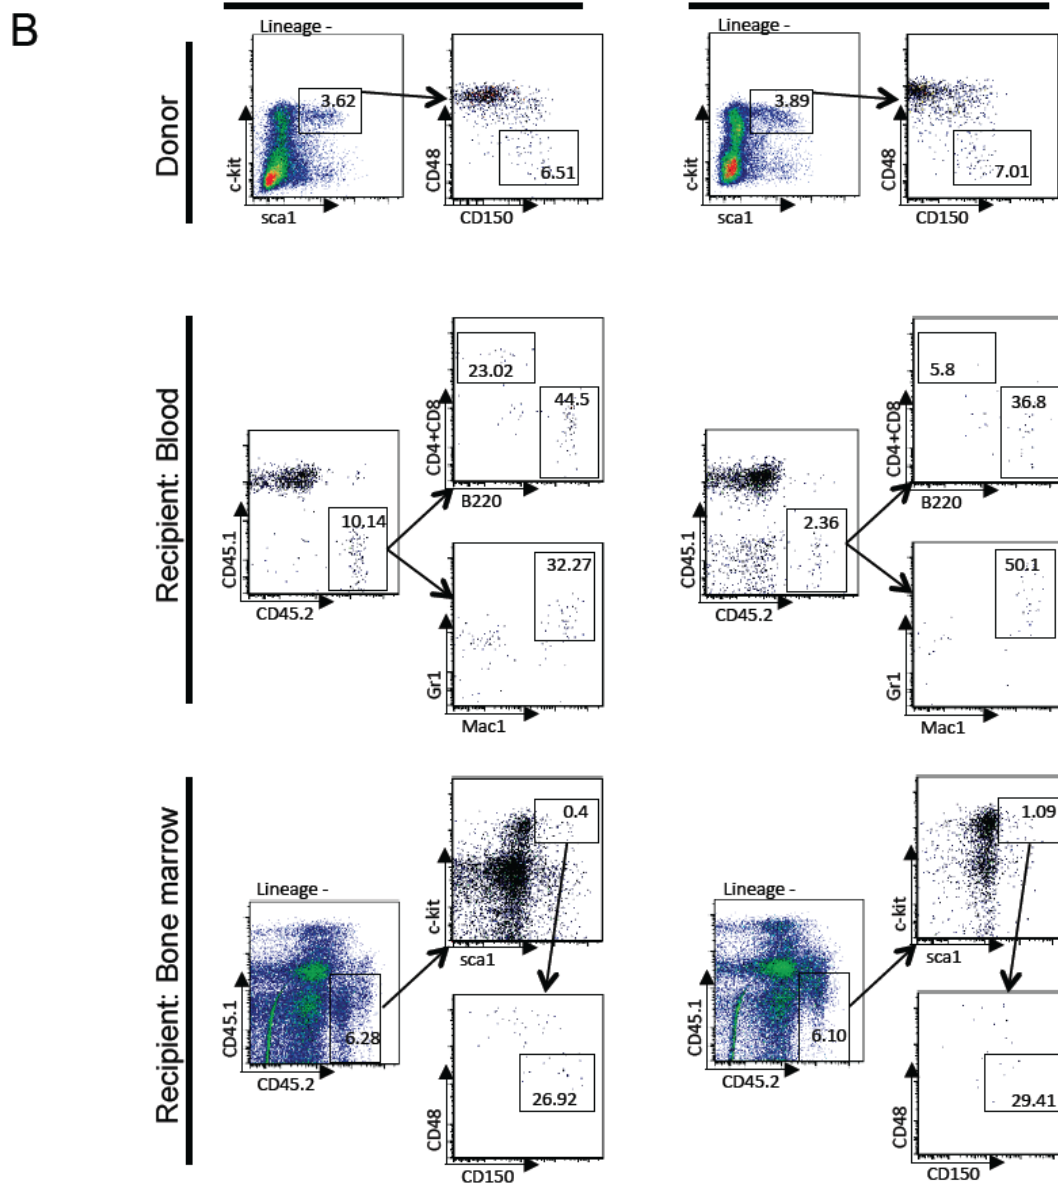 B
Donor
Lineage -
3.62
c-kit
sca1
CD48
6.51
CD150
Lineage -
3.89
c-kit
sca1
CD48
7.01
CD150
Recipient: Blood
CD45.1
10,14
CD45.2
CD4+CD8
23.02
44.5
B220
Gr1
32.27
Mac1
CD45.1
2.36
CD45.2
CD4+CD8
5.8
36.8
B220
Gr1
50.1
Mac1
Recipient: Bone marrow
Lineage -
CD45.1
6.28
CD45.2
c-kit
0.4
sca1
CD48
26.92
CD150
Lineage -
CD45.1
6.10
CD45.2
c-kit
1.09
sca1
CD48
29.41
CD150